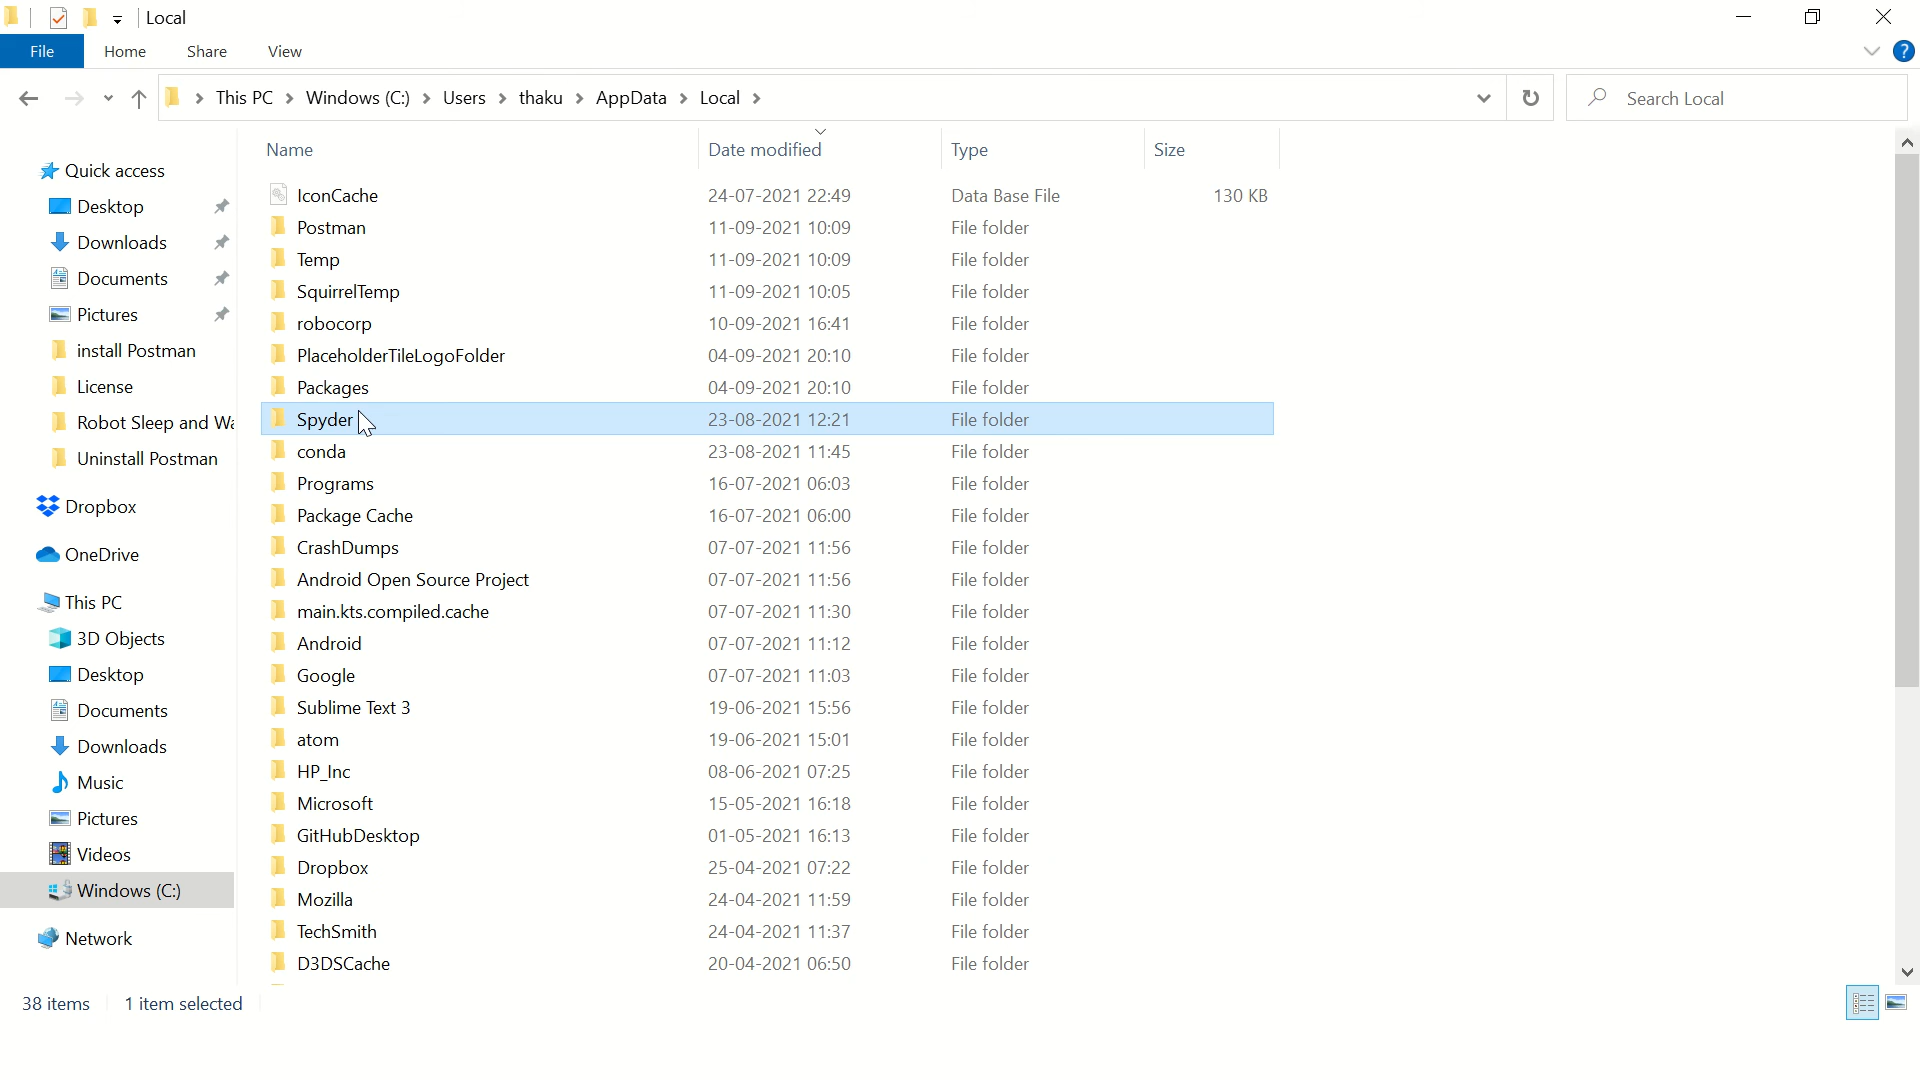 Local
File Home Share View
This PC Windows (C:) Users thaku AppData Local Search Local
Name Date modified Type Size
Quick access
Desktop
Downloads
Documents
Pictures
install Postman
License
Robot Sleep and Wa
Uninstall Postman
Dropbox
OneDrive
This PC
3D Objects
Desktop
Documents
Downloads
Music
Pictures
Videos
Windows (C:)
Network
IconCache 24-07-2021 22:49 Data Base File 130 KB
Postman 11-09-2021 10:09 File folder
Temp 11-09-2021 10:09 File folder
SquirrelTemp 11-09-2021 10:05 File folder
robocorp 10-09-2021 16:41 File folder
PlaceholderTileLogoFolder 04-09-2021 20:10 File folder
Packages 04-09-2021 20:10 File folder
Spyder 23-08-2021 12:21 File folder
conda 23-08-2021 11:45 File folder
Programs 16-07-2021 06:03 File folder
Package Cache 16-07-2021 06:00 File folder
CrashDumps 07-07-2021 11:56 File folder
Android Open Source Project 07-07-2021 11:56 File folder
main.kts.compiled.cache 07-07-2021 11:30 File folder
Android 07-07-2021 11:12 File folder
Google 07-07-2021 11:03 File folder
Sublime Text 3 19-06-2021 15:56 File folder
atom 19-06-2021 15:01 File folder
HP_Inc 08-06-2021 07:25 File folder
Microsoft 15-05-2021 16:18 File folder
GitHubDesktop 01-05-2021 16:13 File folder
Dropbox 25-04-2021 07:22 File folder
Mozilla 24-04-2021 11:59 File folder
TechSmith 24-04-2021 11:37 File folder
D3DSCache 20-04-2021 06:50 File folder
38 items 1 item selected